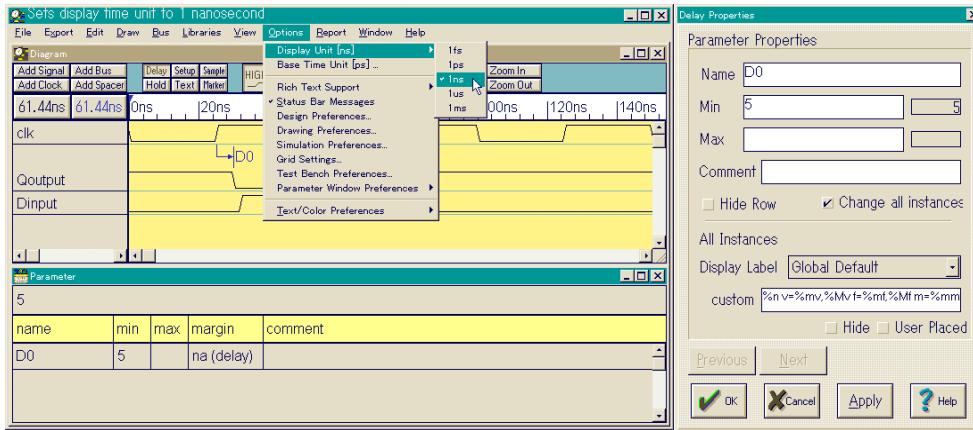 Sets display time unit to 1 nanosecond
File Export Edit Draw Bus Libraries View Options Report Window Help
Diagram
Add Signal Add Bus Delay Setup Sample HIGH Zoom In
Add Clock Add Spacer Hold Text Marker Zoom Out
61.44ns 61.44ns 0ns 20ns 00ns 120ns 140ns
clk
D0
Qoutput
Dinput
Display Unit [ns]
Base Time Unit [ps] ...
Rich Text Support
Status Bar Messages
Design Preferences...
Drawing Preferences...
Simulation Preferences...
Grid Settings...
Test Bench Preferences...
Parameter Window Preferences
Text/Color Preferences
1fs
1ps
1ns
1us
1ms
Parameter
5
name min max margin comment
D0 5 na (delay)
Delay Properties
Parameter Properties
Name D0
Min 5 5
Max
Comment
Hide Row Change all instances
All Instances
Display Label Global Default
custom %n v=%mv,%Mv f=%mf,%Mf m=%mm
Hide User Placed
Previous Next
OK Cancel Apply Help